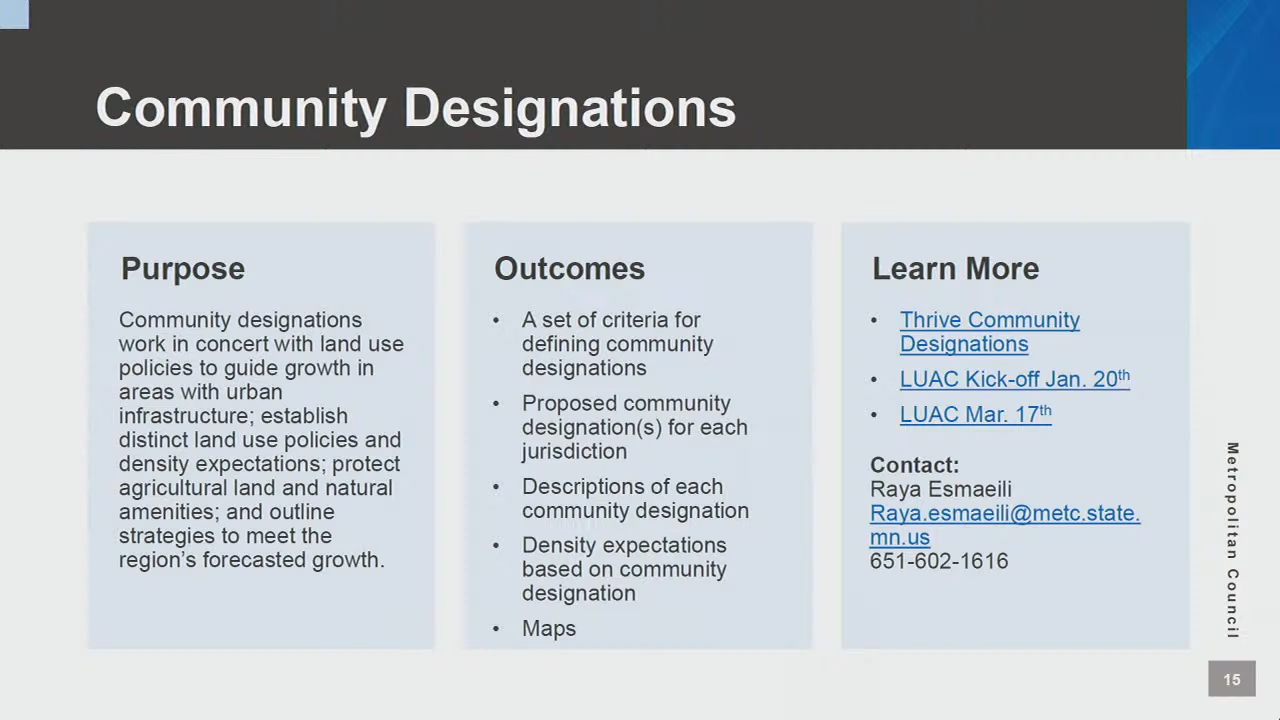 Community Designations
Purpose
Community designations
work in concert with land use
policies to guide growth in
areas with urban
infrastructure; establish
distinct land use policies and
density expectations; protect
agricultural land and natural
amenities; and outline
strategies to meet the
region’s forecasted growth.
Outcomes
• A set of criteria for
defining community
designations
• Proposed community
designation(s) for each
jurisdiction
• Descriptions of each
community designation
• Density expectations
based on community
designation
• Maps
Learn More
• Thrive Community
Designations
• LUAC Kick-off Jan. 20th
• LUAC Mar. 17th
Contact:
Raya Esmaeili
Raya.esmaeili@metc.state.
mn.us
651-602-1616
Metropolitan Council
15